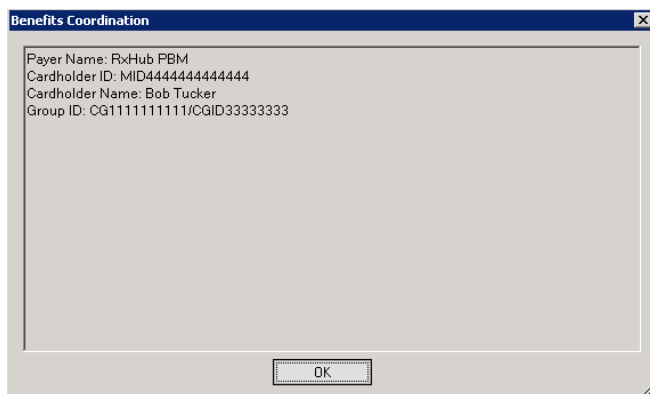 Benefits Coordination
Payer Name: RxHub PBM
Cardholder ID: MID4444444444444
Cardholder Name: Bob Tucker
Group ID: CG1111111111/CGID33333333
OK